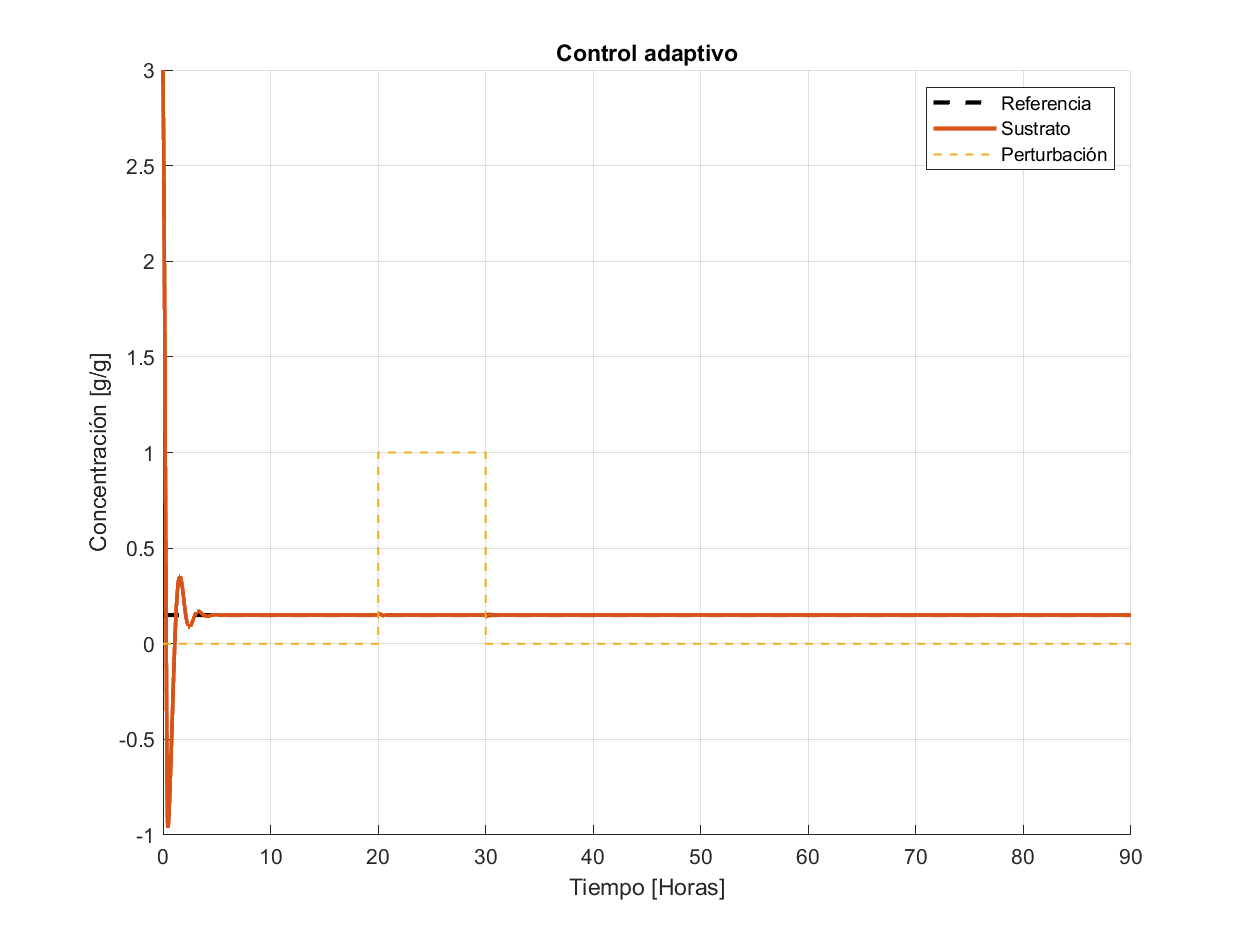 Control adaptivo
Referencia
Sustrato
Perturbación
Concentración [g/g]
3
2.5
2
1.5
1
0.5
0
-0.5
-1
0 10 20 30 40 50 60 70 80 90
Tiempo [Horas]